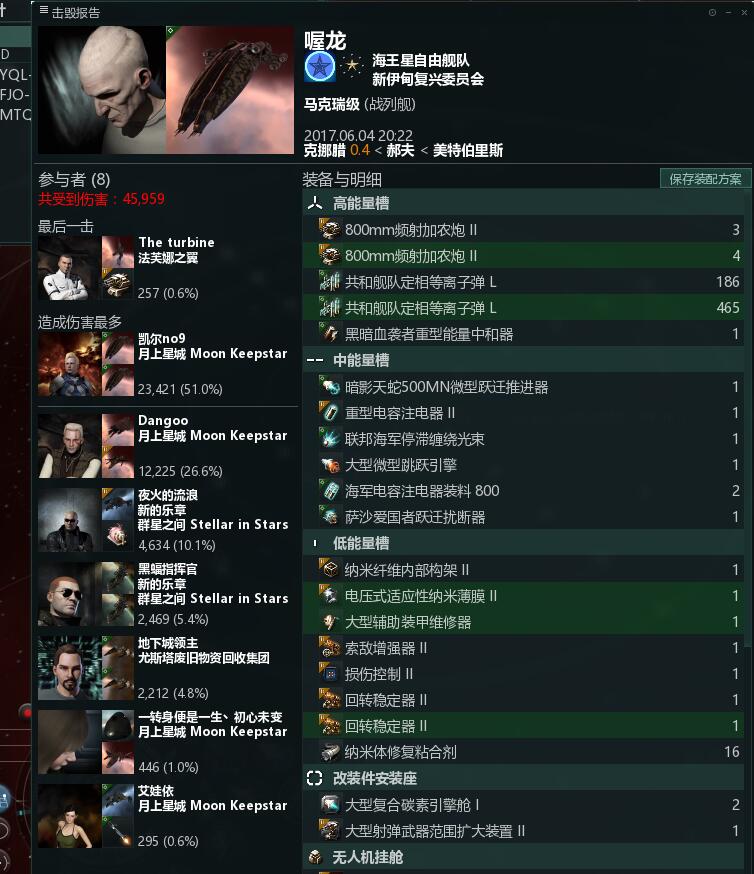 计
D
YQL-
FJO-
MTC
击毁报告
喔龙
海王星自由舰队
新伊甸复兴委员会
马克瑞级 (战列舰)
2017.06.04 20:22
克挪腊 0.4 < 郝夫 < 美特伯里斯
参与者 (8)
共受到伤害：45,959
最后一击
The turbine
法芙娜之翼
257 (0.6%)
造成伤害最多
凯尔no9
月上星城 Moon Keepstar
23,421 (51.0%)
Dangoo
月上星城 Moon Keepstar
12,225 (26.6%)
夜火的流浪
新的乐章
群星之间 Stellar in Stars
4,634 (10.1%)
黑蝠指挥官
新的乐章
群星之间 Stellar in Stars
2,469 (5.4%)
地下城领主
尤斯塔废旧物资回收集团
2,212 (4.8%)
一转身便是一生、初心未变
月上星城 Moon Keepstar
446 (1.0%)
艾娃依
月上星城 Moon Keepstar
295 (0.6%)
装备与明细
保存装配方案
高能量槽
800mm频射加农炮 II 3
800mm频射加农炮 II 4
共和舰队定相等离子弹 L 186
共和舰队定相等离子弹 L 465
黑暗血袭者重型能量中和器 1
中能量槽
暗影天蛇500MN微型跃迁推进器 1
重型电容注电器 II 1
联邦海军停滞缠绕光束 1
大型微型跳跃引擎 1
海军电容注电器装料 800 2
萨沙爱国者跃迁扰断器 1
低能量槽
纳米纤维内部构架 II 1
电压式适应性纳米薄膜 II 1
大型辅助装甲维修器 1
索敌增强器 II 1
损伤控制 II 1
回转稳定器 II 1
回转稳定器 II 1
纳米体修复粘合剂 16
改装件安装座
大型复合碳素引擎舱 I 2
大型射弹武器范围扩大装置 II 1
无人机挂舱